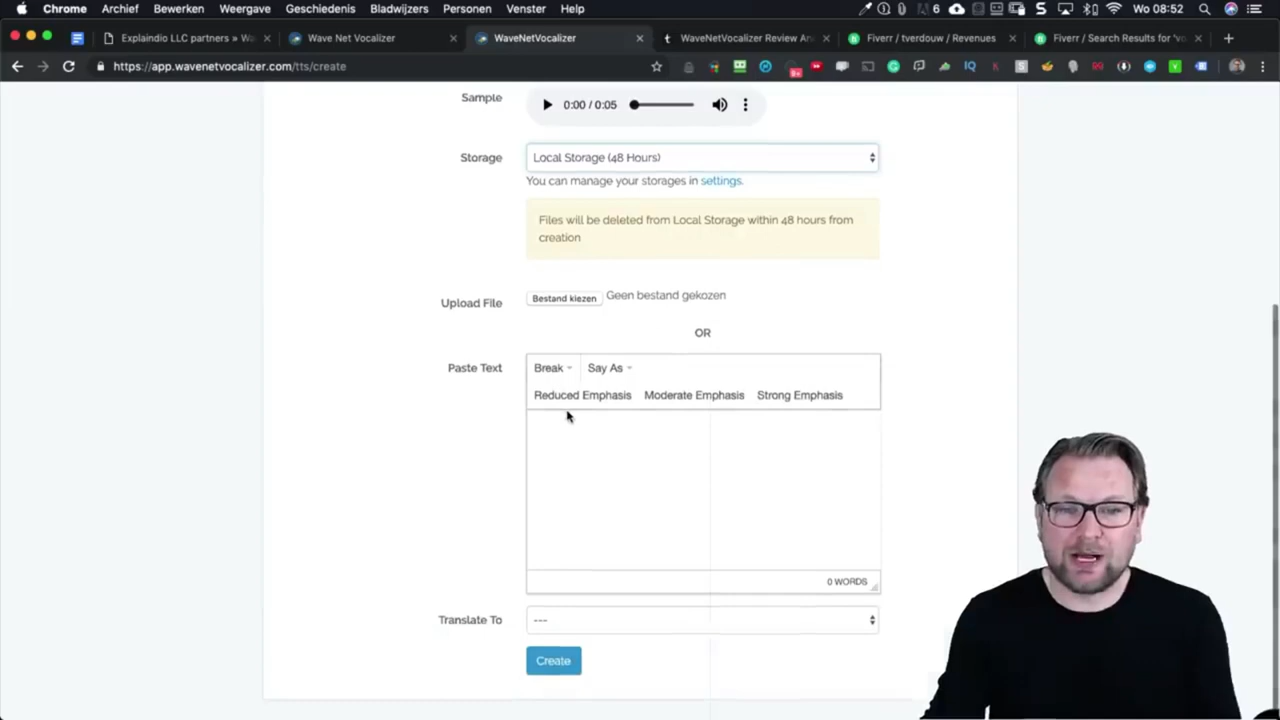 Chrome Archief Bewerken Weergave Geschiedenis Bladwijzers Personen Venster Help
6 Wo 08:52
Explaindio LLC partners » Wa
Wave Net Vocalizer
WaveNetVocalizer
WaveNetVocalizer Review An
Fiverr / tverdouw / Revenues
Fiverr / Search Results for 'vo
https://app.wavenetvocalizer.com/tts/create
Sample
0:00 / 0:05
Storage
Local Storage (48 Hours)
You can manage your storages in settings.
Files will be deleted from Local Storage within 48 hours from
creation
Upload File
Bestand kiezen Geen bestand gekozen
OR
Paste Text
Break Say As
Reduced Emphasis Moderate Emphasis Strong Emphasis
0 WORDS
Translate To
---
Create